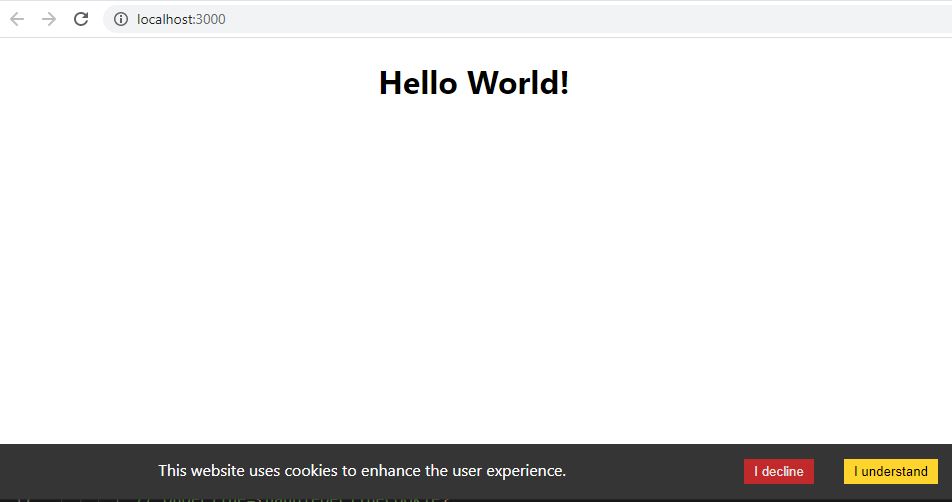 localhost:3000
Hello World!
This website uses cookies to enhance the user experience.
I decline
I understand